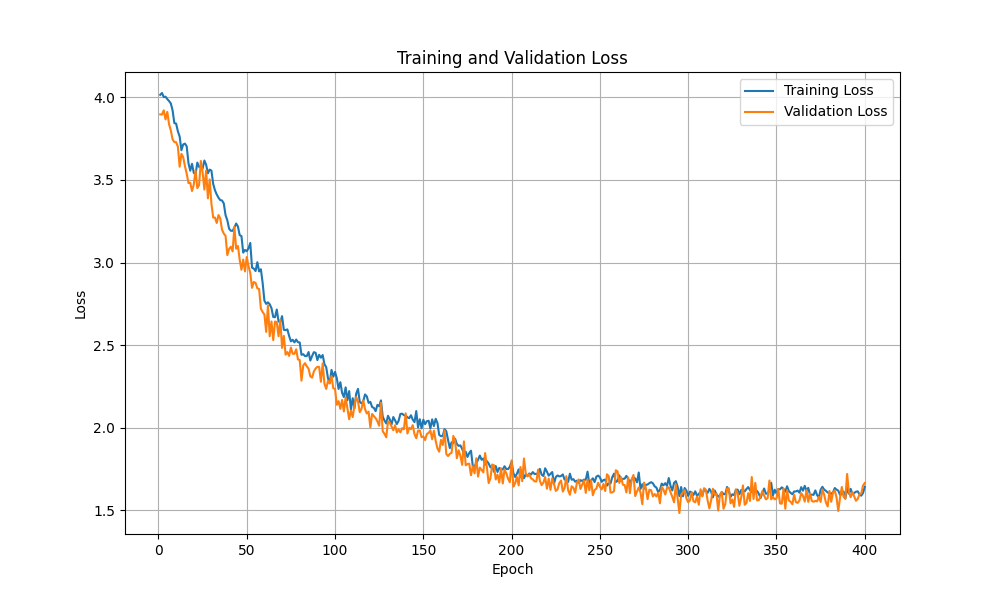 Training and Validation Loss
Training Loss
Validation Loss
4.0
3.5
3.0
2.5
2.0
1.5
Loss
0 50 100 150 200 250 300 350 400
Epoch